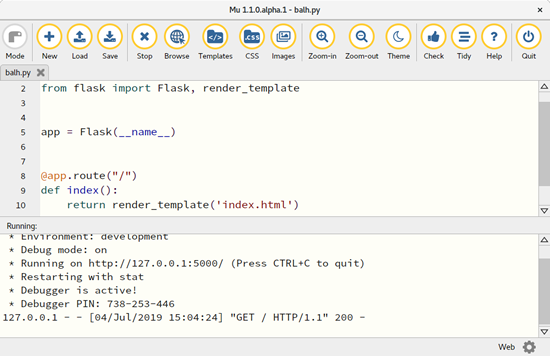 Mu 1.1.0.alpha.1 - balh.py
Mode New Load Save Stop Browse Templates CSS Images Zoom-in Zoom-out Theme Check Tidy Help Quit
balh.py
2 from flask import Flask, render_template
3
4
5 app = Flask(__name__)
6
7
8 @app.route("/")
9 def index():
10 return render_template('index.html')
Running:
* Environment: development
* Debug mode: on
* Running on http://127.0.0.1:5000/ (Press CTRL+C to quit)
* Restarting with stat
* Debugger is active!
* Debugger PIN: 738-253-446
127.0.0.1 - - [04/Jul/2019 15:04:24] "GET / HTTP/1.1" 200 -
Web